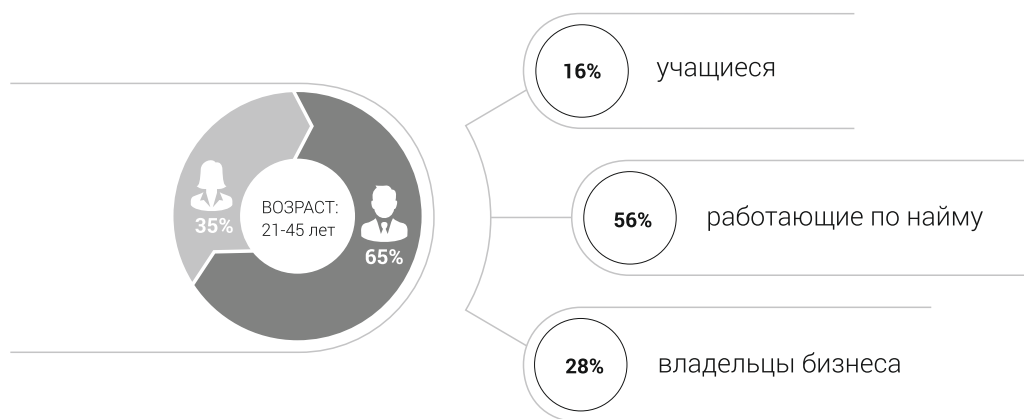 35%
ВОЗРАСТ:
21-45 лет
65%
16%
учащиеся
56%
работающие по найму
28%
владельцы бизнеса